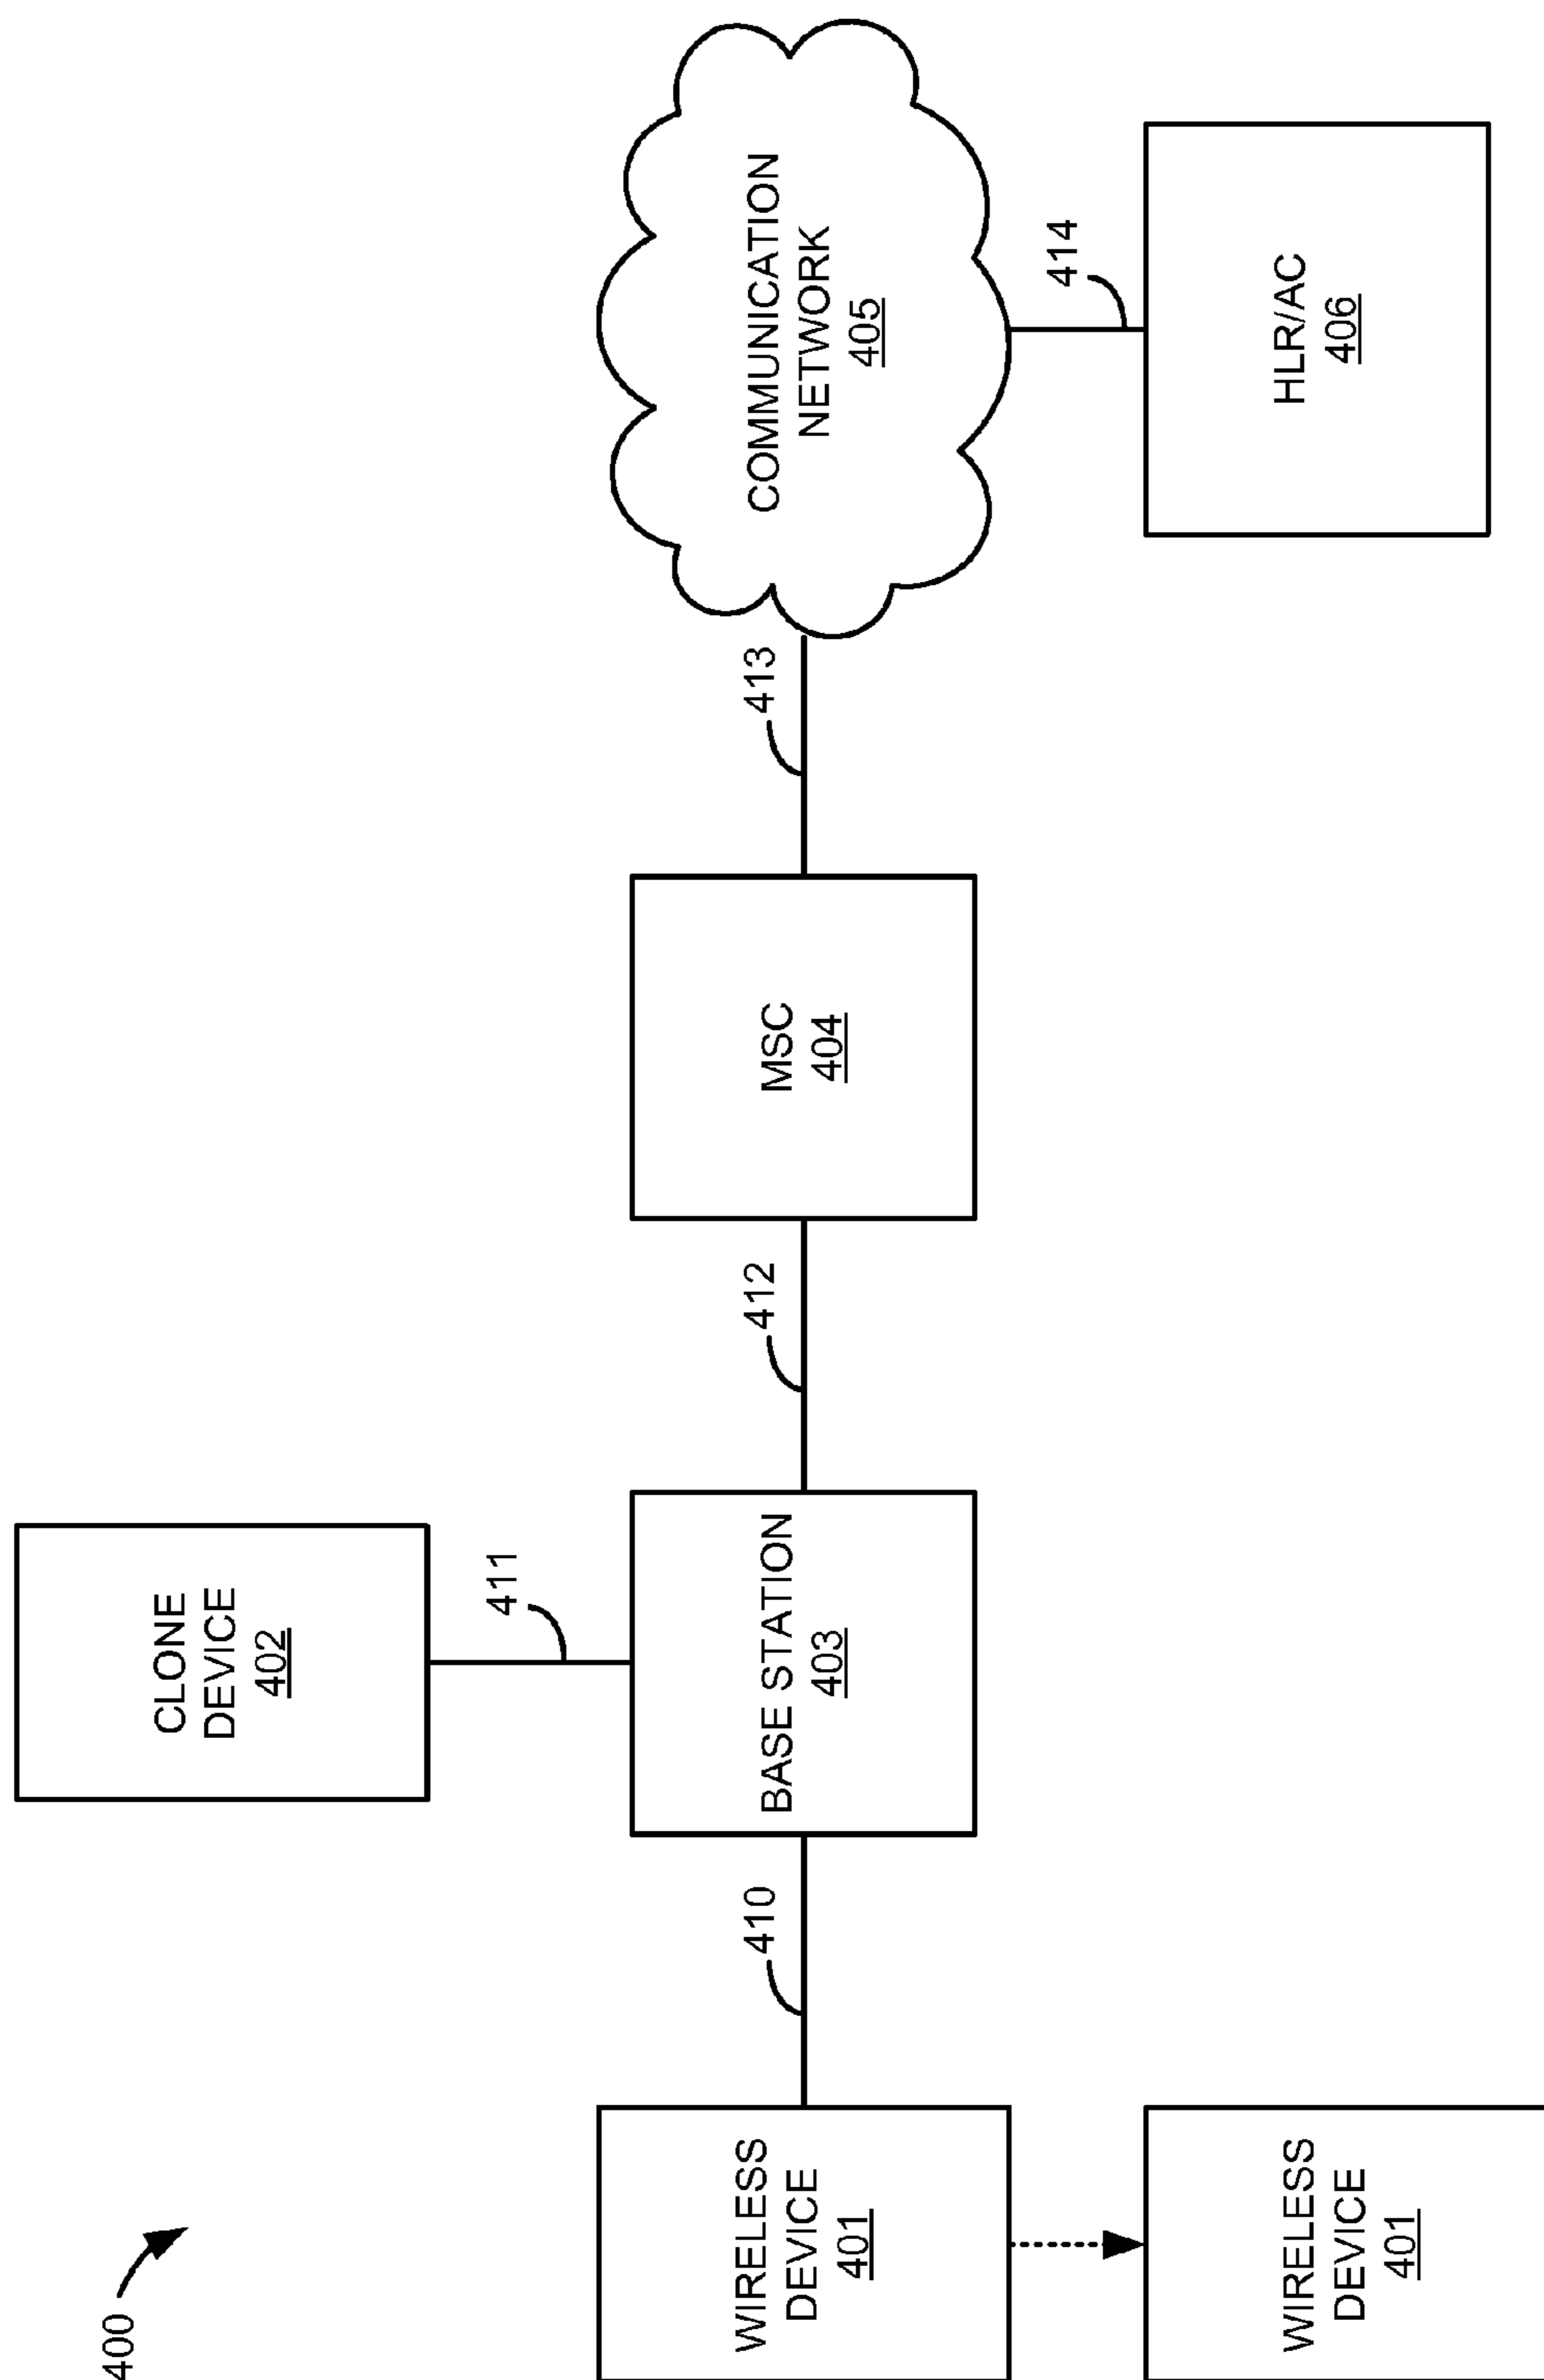 400
CLONE
DEVICE
402
411
WIRELESS
DEVICE
401
410
BASE STATION
403
412
MSC
404
413
COMMUNICATION
NETWORK
405
414
WIRELESS
DEVICE
401
HLR/AC
406